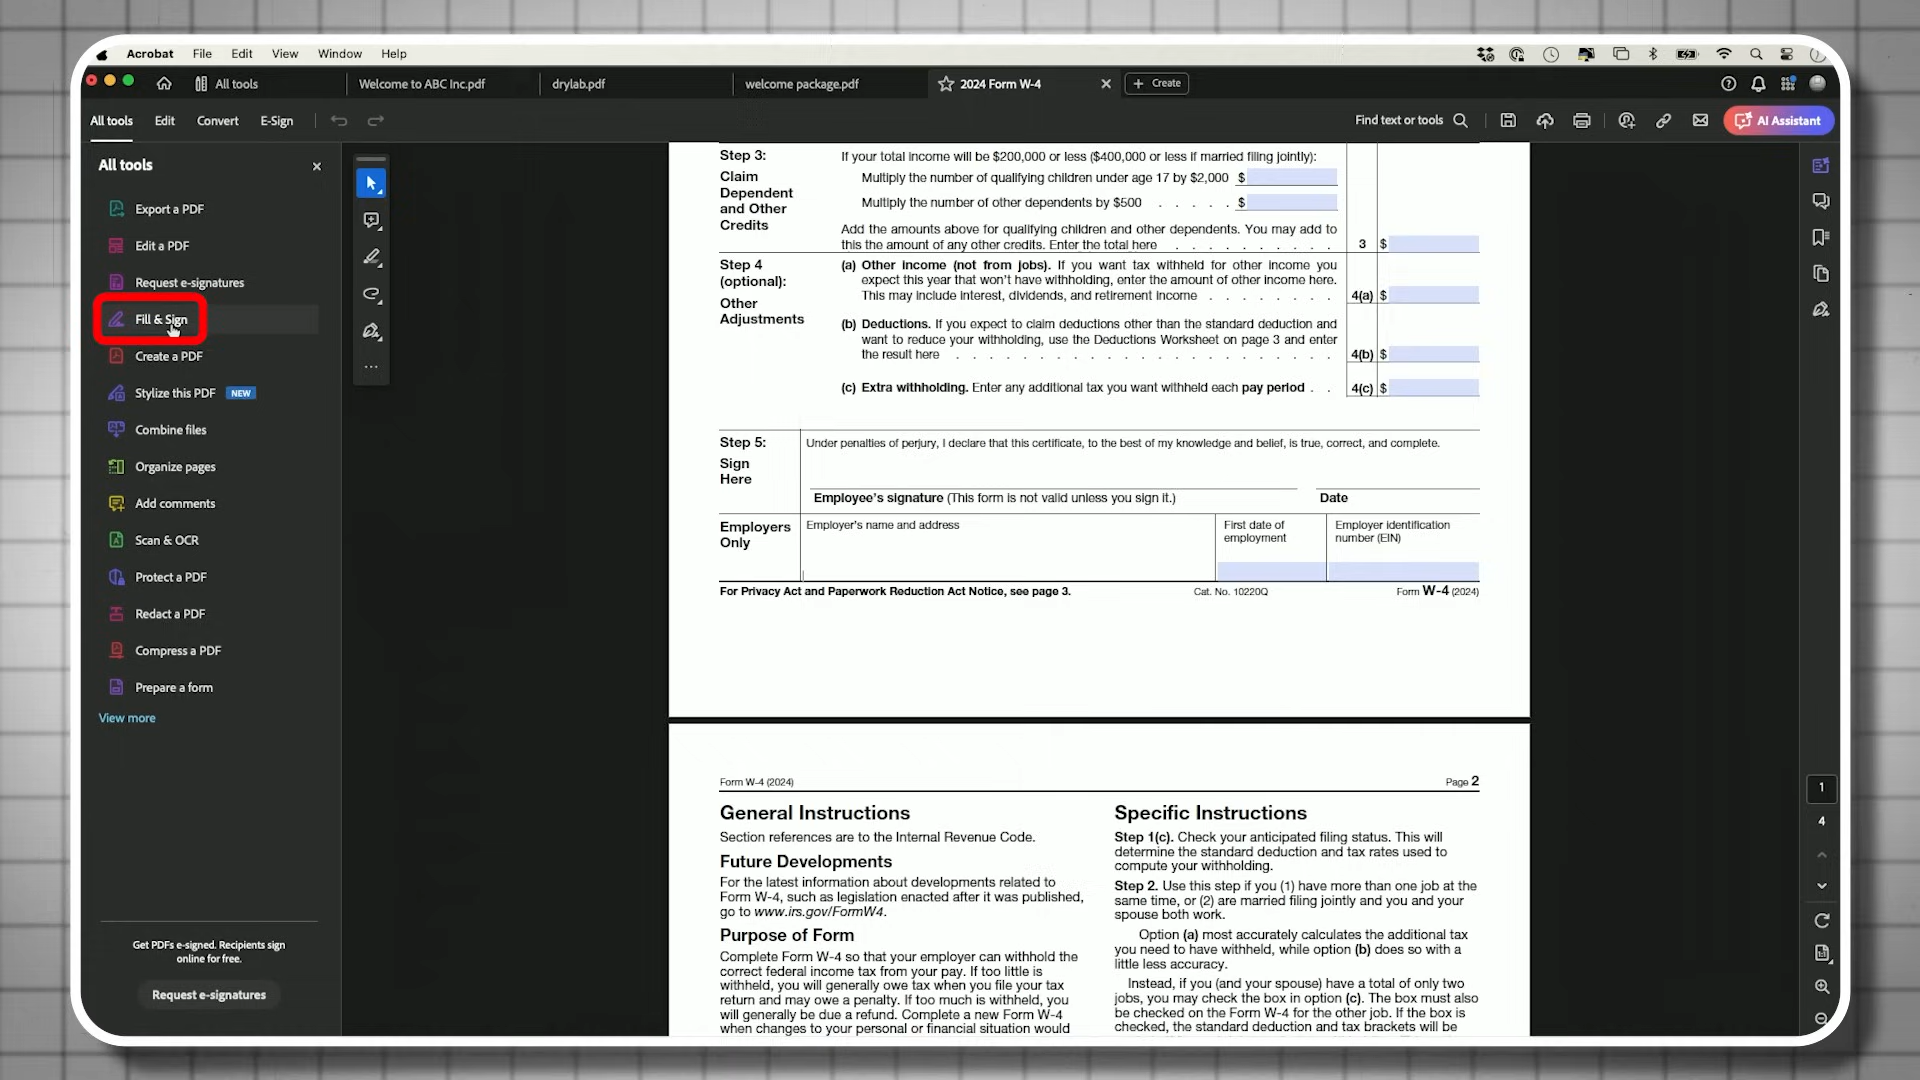 Acrobat File Edit View Window Help
All tools Welcome to ABC Inc.pdf drylab.pdf welcome package.pdf 2024 Form W-4 Create
All tools Edit Convert E-Sign Find text or tools AI Assistant
All tools
Export a PDF
Edit a PDF
Request e-signatures
Fill & Sign
Create a PDF
Stylize this PDF NEW
Combine files
Organize pages
Add comments
Scan & OCR
Protect a PDF
Redact a PDF
Compress a PDF
Prepare a form
View more
Get PDFs e-signed. Recipients sign
online for free.
Request e-signatures
Step 3:
Claim
Dependent
and Other
Credits
If your total income will be $200,000 or less ($400,000 or less if married filing jointly):
Multiply the number of qualifying children under age 17 by $2,000 $
Multiply the number of other dependents by $500 . . . . . $
Add the amounts above for qualifying children and other dependents. You may add to
this the amount of any other credits. Enter the total here . . . . . . . . . . 3 $
Step 4
(optional):
Other
Adjustments
(a) Other income (not from jobs). If you want tax withheld for other income you
expect this year that won't have withholding, enter the amount of other income here.
This may include interest, dividends, and retirement income . . . . . . . . 4(a) $
(b) Deductions. If you expect to claim deductions other than the standard deduction and
want to reduce your withholding, use the Deductions Worksheet on page 3 and enter
the result here . . . . . . . . . . . . . . . . . . . . . . . 4(b) $
(c) Extra withholding. Enter any additional tax you want withheld each pay period . . 4(c) $
Step 5:
Sign
Here
Under penalties of perjury, I declare that this certificate, to the best of my knowledge and belief, is true, correct, and complete.
Employee's signature (This form is not valid unless you sign it.) Date
Employers
Only
Employer's name and address
First date of
employment
Employer identification
number (EIN)
For Privacy Act and Paperwork Reduction Act Notice, see page 3. Cat. No. 10220Q Form W-4 (2024)
Form W-4 (2024) Page 2
General Instructions
Section references are to the Internal Revenue Code.
Future Developments
For the latest information about developments related to
Form W-4, such as legislation enacted after it was published,
go to www.irs.gov/FormW4.
Purpose of Form
Complete Form W-4 so that your employer can withhold the
correct federal income tax from your pay. If too little is
withheld, you will generally owe tax when you file your tax
return and may owe a penalty. If too much is withheld, you
will generally be due a refund. Complete a new Form W-4
when changes to your personal or financial situation would
Specific Instructions
Step 1(c). Check your anticipated filing status. This will
determine the standard deduction and tax rates used to
compute your withholding.
Step 2. Use this step if you (1) have more than one job at the
same time, or (2) are married filing jointly and you and your
spouse both work.
Option (a) most accurately calculates the additional tax
you need to have withheld, while option (b) does so with a
little less accuracy.
Instead, if you (and your spouse) have a total of only two
jobs, you may check the box in option (c). The box must also
be checked on the Form W-4 for the other job. If the box is
checked, the standard deduction and tax brackets will be
1
4